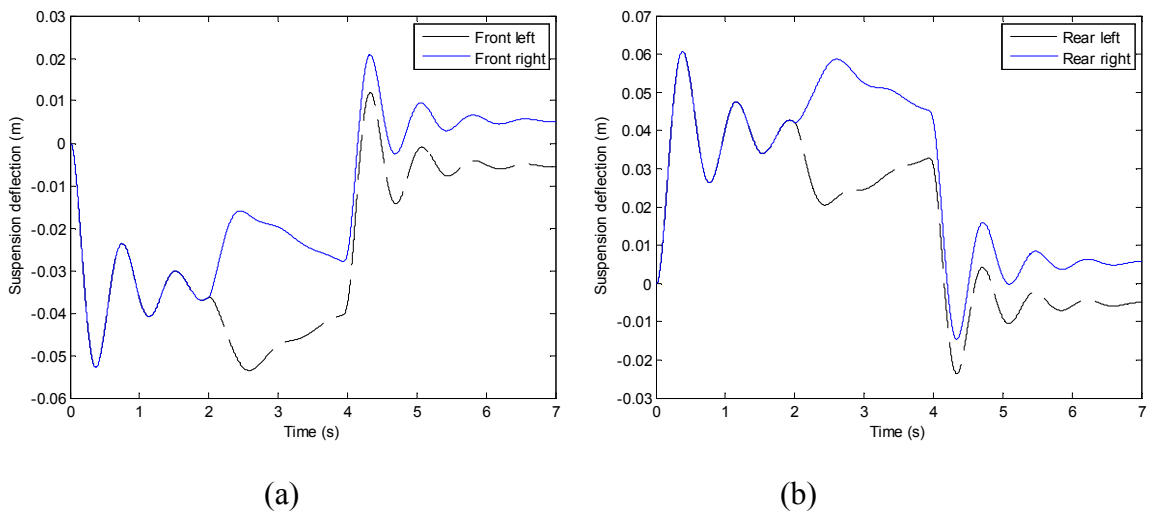 Suspension deflection (m)
0.03
0.02
0.01
0
-0.01
-0.02
-0.03
-0.04
-0.05
-0.06
0 1 2 3 4 5 6 7
Time (s)
Front left
Front right
(a)
Suspension deflection (m)
0.07
0.06
0.05
0.04
0.03
0.02
0.01
0
-0.01
-0.02
-0.03
0 1 2 3 4 5 6 7
Time (s)
Rear left
Rear right
(b)